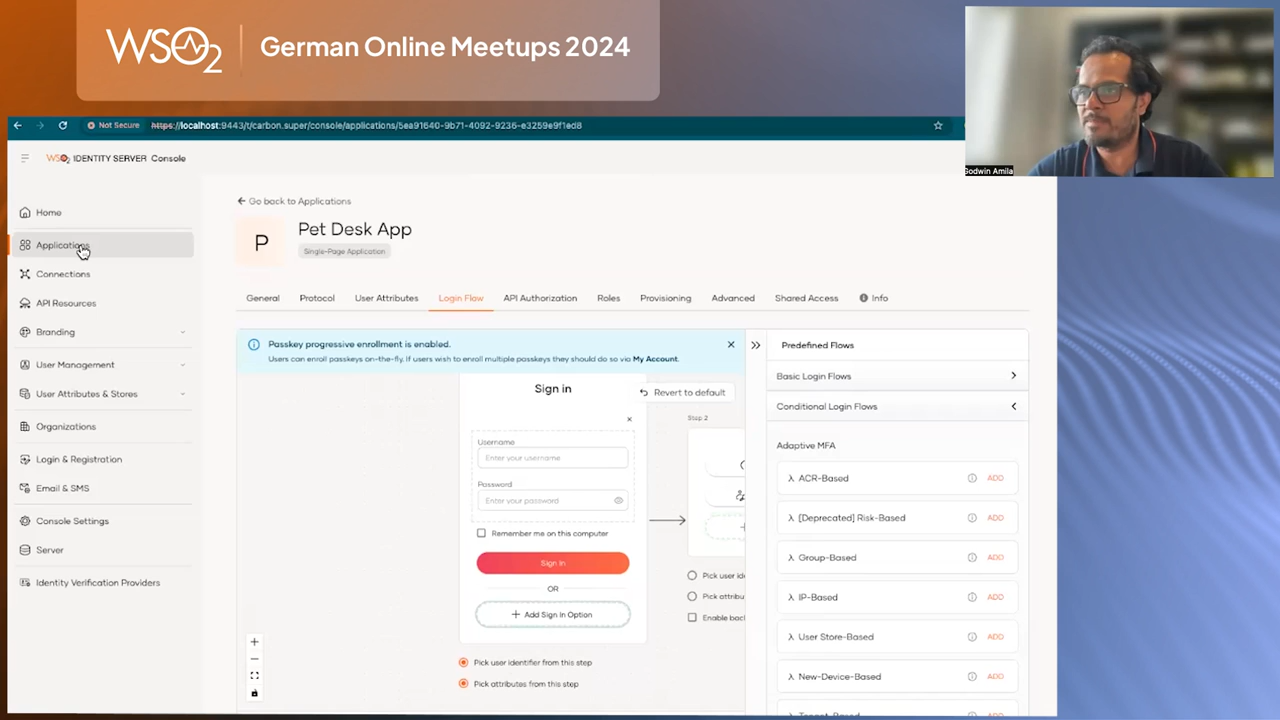 WSO2 German Online Meetups 2024
Not Secure https://localhost:9443/t/carbon.super/console/applications/5ea91640-9b71-4092-9236-e3259e9f1ed8
WSO2 IDENTITY SERVER Console
Godwin Amila
Home
Applications
Connections
API Resources
Branding
User Management
User Attributes & Stores
Organizations
Login & Registration
Email & SMS
Console Settings
Server
Identity Verification Providers
Go back to Applications
P
Pet Desk App
Single-Page Application
General Protocol User Attributes Login Flow API Authorization Roles Provisioning Advanced Shared Access Info
Passkey progressive enrollment is enabled.
Users can enroll passkeys on-the-fly. If users wish to enroll multiple passkeys they should do so via My Account.
Sign in
Revert to default
Username
Enter your username
Password
Enter your password
Remember me on this computer
Sign In
OR
Add Sign In Option
Pick user identifier from this step
Pick attributes from this step
Step 2
Pick user
Pick
Enable
Predefined Flows
Basic Login Flows
Conditional Login Flows
Adaptive MFA
λ ACR-Based ADD
λ [Deprecated] Risk-Based ADD
λ Group-Based ADD
λ IP-Based ADD
λ User Store-Based ADD
λ New-Device-Based ADD